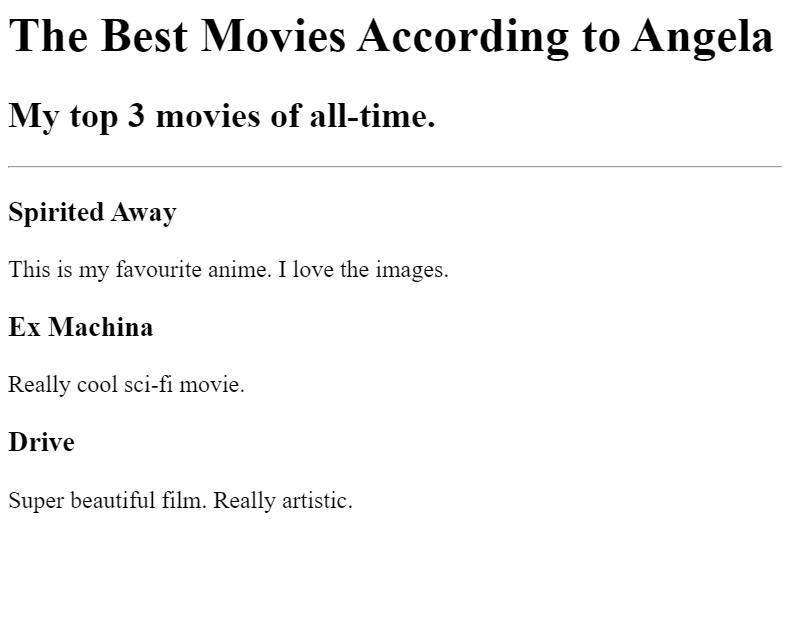 The Best Movies According to Angela
My top 3 movies of all-time.
Spirited Away
This is my favourite anime. I love the images.
Ex Machina
Really cool sci-fi movie.
Drive
Super beautiful film. Really artistic.